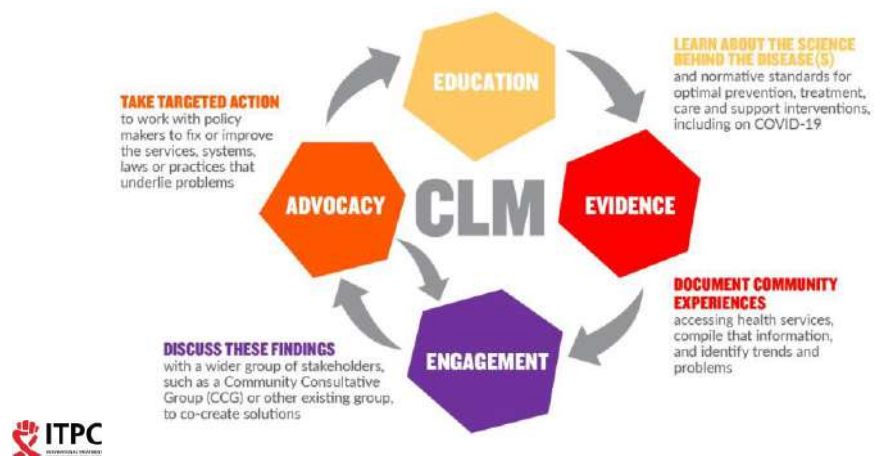 EDUCATION
LEARN ABOUT THE SCIENCE
BEHIND THE DISEASE(S)
and normative standards for
optimal prevention, treatment,
care and support interventions,
including on COVID-19
TAKE TARGETED ACTION
to work with policy
makers to fix or improve
the services, systems,
laws or practices that
underlie problems
ADVOCACY
CLM
EVIDENCE
DOCUMENT COMMUNITY
EXPERIENCES
accessing health services,
compile that information,
and identify trends and
problems
ENGAGEMENT
DISCUSS THESE FINDINGS
with a wider group of stakeholders,
such as a Community Consultative
Group (CCG) or other existing group,
to co-create solutions
ITPC
INTERNATIONAL TREATMENT